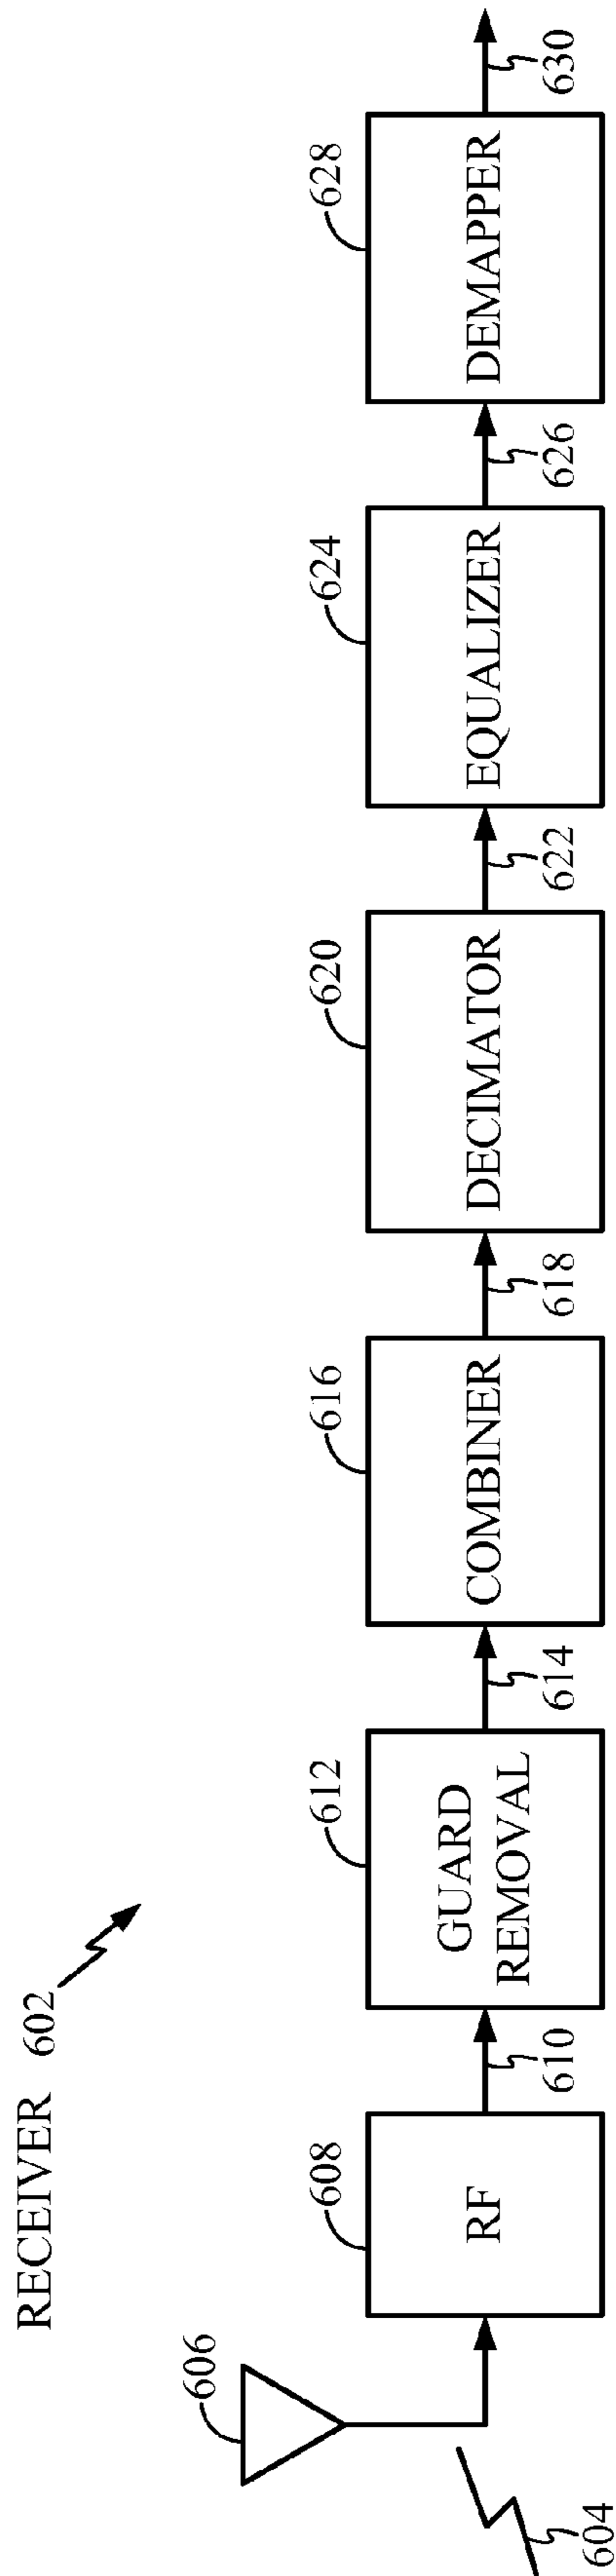 RECEIVER 602
606
608
612
616
620
624
628
RF
GUARD
REMOVAL
COMBINER
DECIMATOR
EQUALIZER
DEMAPPER
604
610
614
618
622
626
630